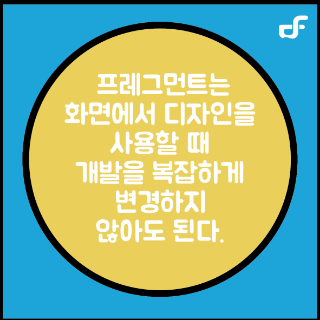 프레그먼트는
화면에서 디자인을
사용할 때
개발을 복잡하게
변경하지
않아도 된다.